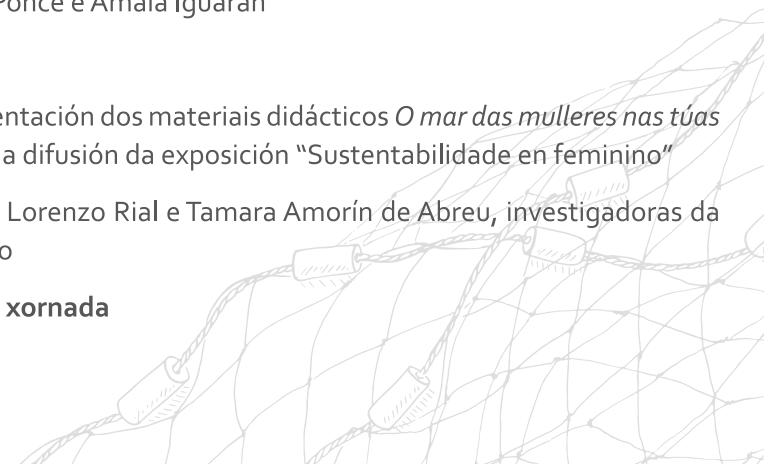 Ponce e Amaia Iguarán
entación dos materiais didácticos O mar das mulleres nas túas
a difusión da exposición “Sustentabilidade en feminino”
Lorenzo Rial e Tamara Amorín de Abreu, investigadoras da
o
xornada